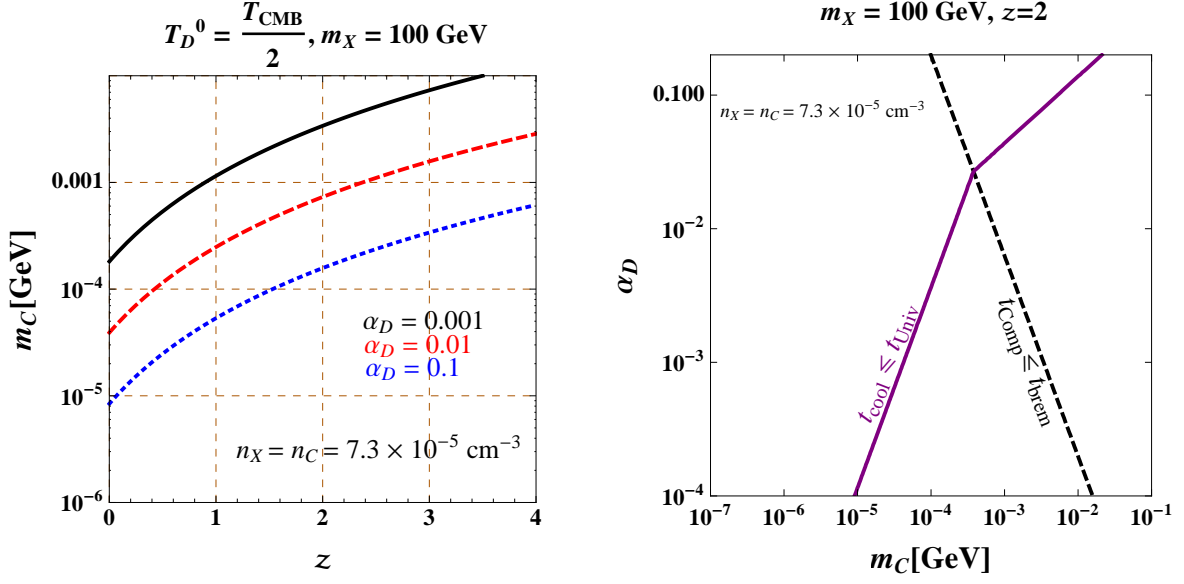 T_D^0 = T_CMB/2, m_X = 100 GeV
0.001
10^-4
10^-5
10^-6
m_C[GeV]
α_D = 0.001
α_D = 0.01
α_D = 0.1
n_X = n_C = 7.3 × 10^-5 cm^-3
0 1 2 3 4
z
m_X = 100 GeV, z=2
0.100
10^-2
10^-3
10^-4
α_D
n_X = n_C = 7.3 × 10^-5 cm^-3
t_cool ≤ t_Univ
t_Comp ≤ t_brem
10^-7 10^-6 10^-5 10^-4 10^-3 10^-2 10^-1
m_C[GeV]